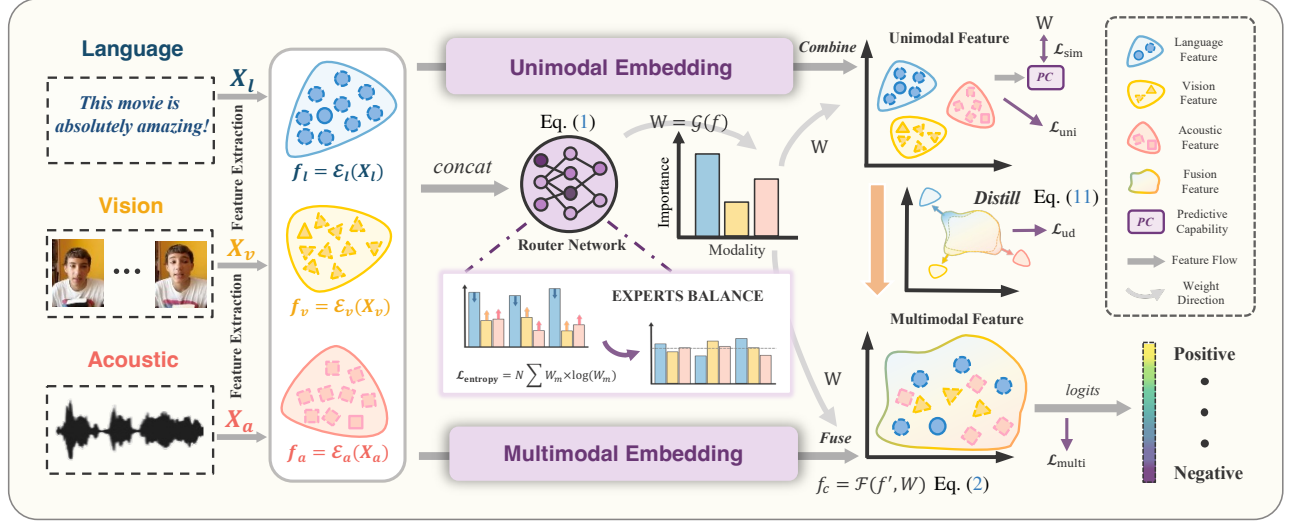 Language
This movie is
absolutely amazing!
Vision
Acoustic
X_l
X_v
X_a
Feature Extraction
Feature Extraction
f_l = ℰ_l(X_l)
f_v = ℰ_v(X_v)
f_a = ℰ_a(X_a)
Unimodal Embedding
concat
Eq. (1)
Router Network
W = 𝒢(f)
Importance
Modality
EXPERTS BALANCE
ℒ_entropy = N ∑ W_m×log(W_m)
Multimodal Embedding
Combine
W
W
Fuse
f_c = ℱ(f′, W) Eq. (2)
Unimodal Feature
W
ℒ_sim
PC
ℒ_uni
Distill Eq. (11)
ℒ_ud
Multimodal Feature
logits
ℒ_multi
Positive
Negative
Language
Feature
Vision
Feature
Acoustic
Feature
Fusion
Feature
PC
Predictive
Capability
Feature Flow
Weight
Direction